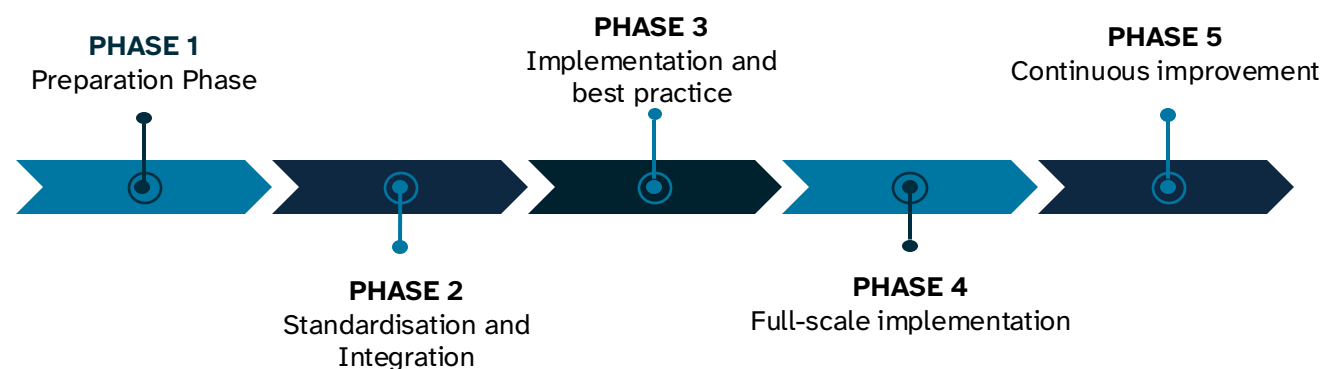 PHASE 1
Preparation Phase
PHASE 2
Standardisation and
Integration
PHASE 3
Implementation and
best practice
PHASE 4
Full-scale implementation
PHASE 5
Continuous improvement